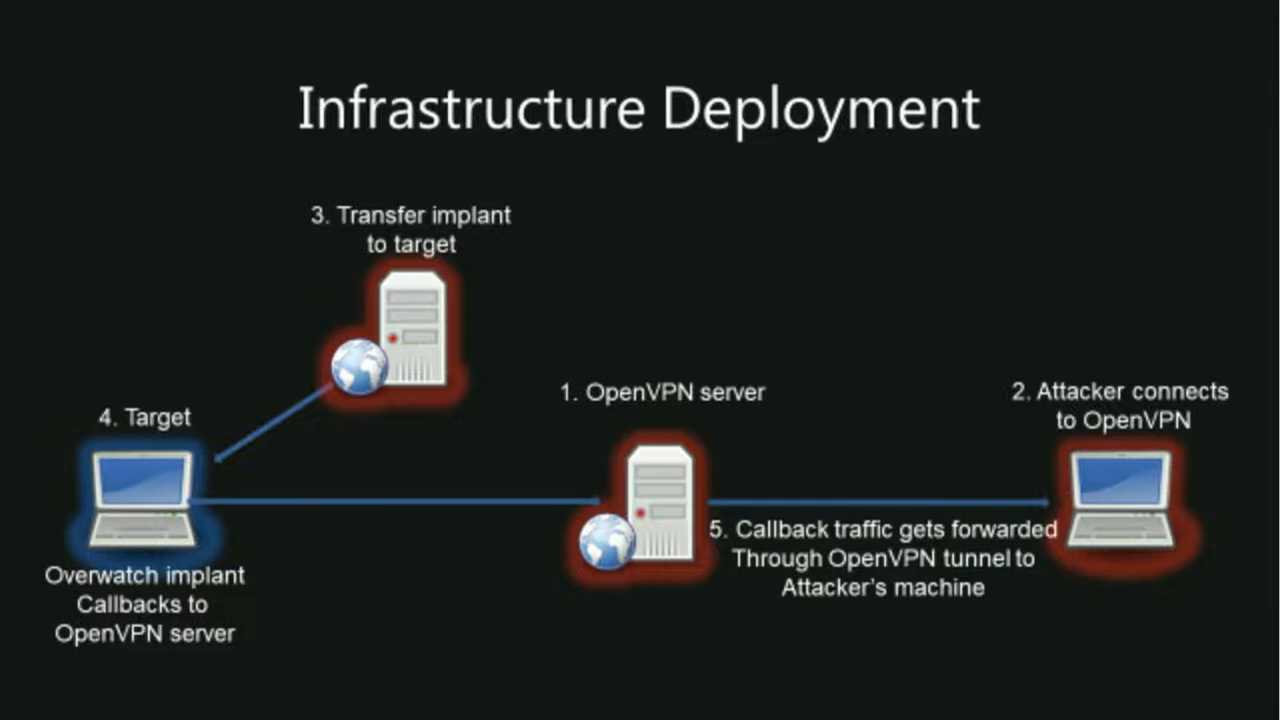 Infrastructure Deployment
3. Transfer implant
to target
1. OpenVPN server
2. Attacker connects
to OpenVPN
4. Target
5. Callback traffic gets forwarded
Through OpenVPN tunnel to
Attacker's machine
Overwatch implant
Callbacks to
OpenVPN server